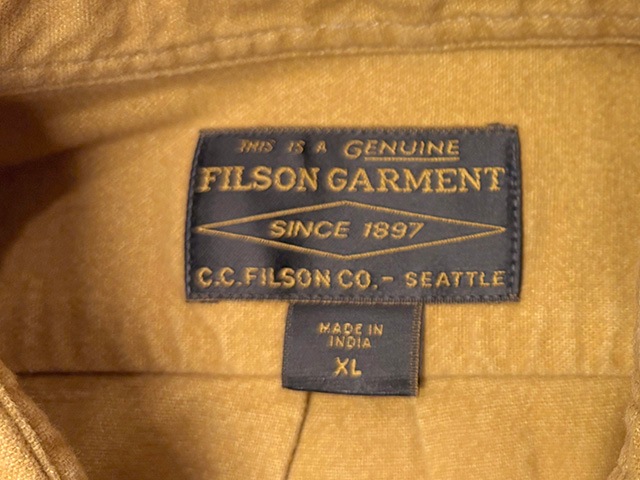 THIS IS A GENUINE
FILSON GARMENT
SINCE 1897
C.C. FILSON CO. - SEATTLE
MADE IN
INDIA
XL